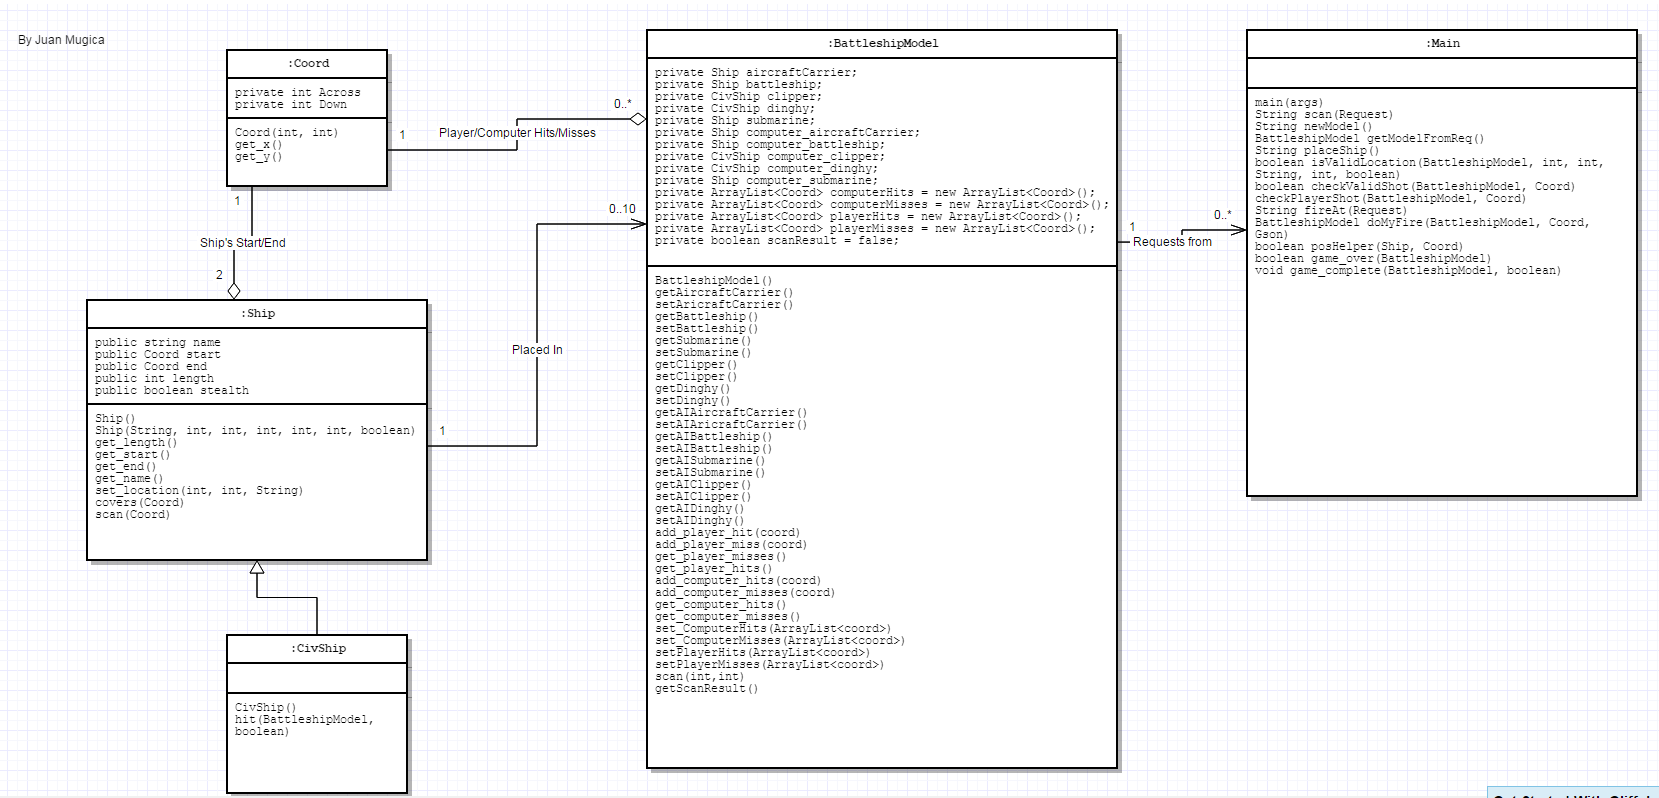 By Juan Mugica
:Coord
private int Across
private int Down
Coord(int, int)
get_x()
get_y()
1
Player/Computer Hits/Misses
0..*
1
Ship's Start/End
2
:Ship
public string name
public Coord start
public Coord end
public int length
public boolean stealth
Ship()
Ship(String, int, int, int, int, int, boolean)
get_length()
get_start()
get_end()
get_name()
set_location(int, int, String)
covers(Coord)
scan(Coord)
1
Placed In
0..10
:CivShip
CivShip()
hit(BattleshipModel,
boolean)
:BattleshipModel
private Ship aircraftCarrier;
private Ship battleship;
private CivShip clipper;
private CivShip dinghy;
private Ship submarine;
private Ship computer_aircraftCarrier;
private Ship computer_battleship;
private CivShip computer_clipper;
private CivShip computer_dinghy;
private Ship computer_submarine;
private ArrayList<Coord> computerHits = new ArrayList<Coord>();
private ArrayList<Coord> computerMisses = new ArrayList<Coord>();
private ArrayList<Coord> playerHits = new ArrayList<Coord>();
private ArrayList<Coord> playerMisses = new ArrayList<Coord>();
private boolean scanResult = false;
BattleshipModel()
getAircraftCarrier()
setAricraftCarrier()
getBattleship()
setBattleship()
getSubmarine()
setSubmarine()
getClipper()
setClipper()
getDinghy()
setDinghy()
getAIAircraftCarrier()
setAIAricraftCarrier()
getAIBattleship()
setAIBattleship()
getAISubmarine()
setAISubmarine()
getAIClipper()
setAIClipper()
getAIDinghy()
setAIDinghy()
add_player_hit(coord)
add_player_miss(coord)
get_player_misses()
get_player_hits()
add_computer_hits(coord)
add_computer_misses(coord)
get_computer_hits()
get_computer_misses()
set_ComputerHits(ArrayList<coord>)
set_ComputerMisses(ArrayList<coord>)
setPlayerHits(ArrayList<coord>)
setPlayerMisses(ArrayList<coord>)
scan(int,int)
getScanResult()
1
Requests from
0..*
:Main
main(args)
String scan(Request)
String newModel()
BattleshipModel getModelFromReq()
String placeShip()
boolean isValidLocation(BattleshipModel, int, int,
String, int, boolean)
boolean checkValidShot(BattleshipModel, Coord)
checkPlayerShot(BattleshipModel, Coord)
String fireAt(Request)
BattleshipModel doMyFire(BattleshipModel, Coord,
Gson)
boolean posHelper(Ship, Coord)
boolean game_over(BattleshipModel)
void game_complete(BattleshipModel, boolean)